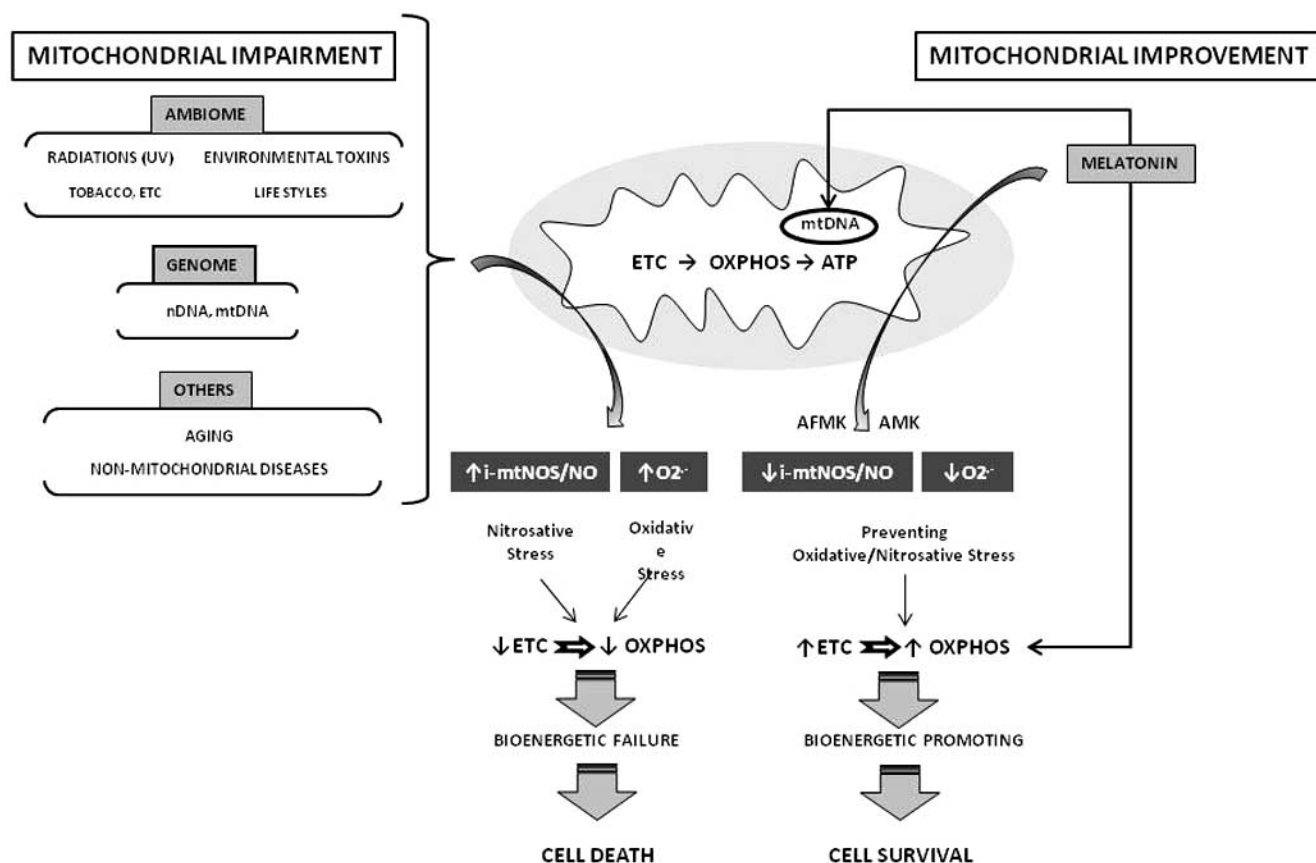 MITOCHONDRIAL IMPAIRMENT
AMBIOME
RADIATIONS (UV) ENVIRONMENTAL TOXINS
TOBACCO, ETC LIFE STYLES
GENOME
nDNA, mtDNA
OTHERS
AGING
NON-MITOCHONDRIAL DISEASES
MITOCHONDRIAL IMPROVEMENT
MELATONIN
mtDNA
ETC → OXPHOS → ATP
AFMK AMK
↑i-mtNOS/NO ↑O2·-
↓i-mtNOS/NO ↓O2·-
Nitrosative
Stress
Oxidativ
e
Stress
Preventing
Oxidative/Nitrosative Stress
↓ETC ⇒ ↓ OXPHOS
↑ETC ⇒ ↑ OXPHOS
BIOENERGETIC FAILURE
BIOENERGETIC PROMOTING
CELL DEATH
CELL SURVIVAL